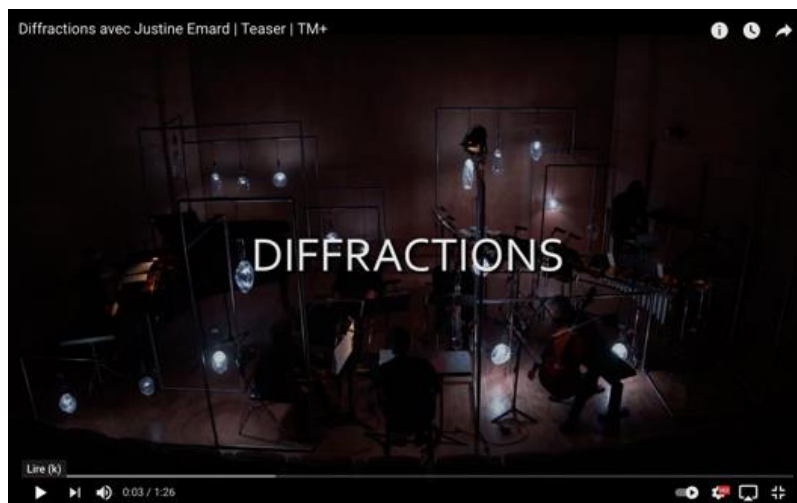 Diffractions avec Justine Emard | Teaser | TM+
DIFFRACTIONS
Lire (k)
0:03 / 1:26